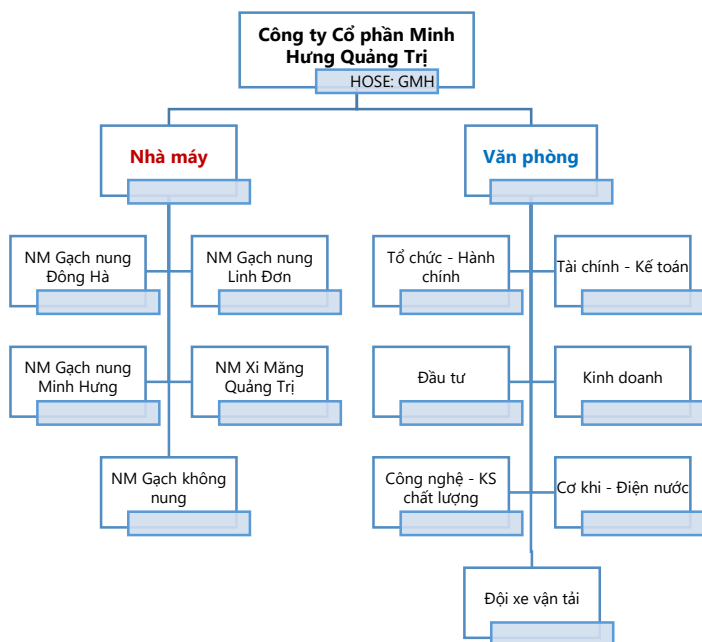 Công ty Cổ phần Minh
Hưng Quảng Trị
HOSE: GMH
Nhà máy
Văn phòng
NM Gạch nung
Đông Hà
NM Gạch nung
Linh Đơn
Tổ chức - Hành
chính
Tài chính - Kế toán
NM Gạch nung
Minh Hưng
NM Xi Măng
Quảng Trị
Đầu tư
Kinh doanh
NM Gạch không
nung
Công nghệ - KS
chất lượng
Cơ khi - Điện nước
Đội xe vận tải